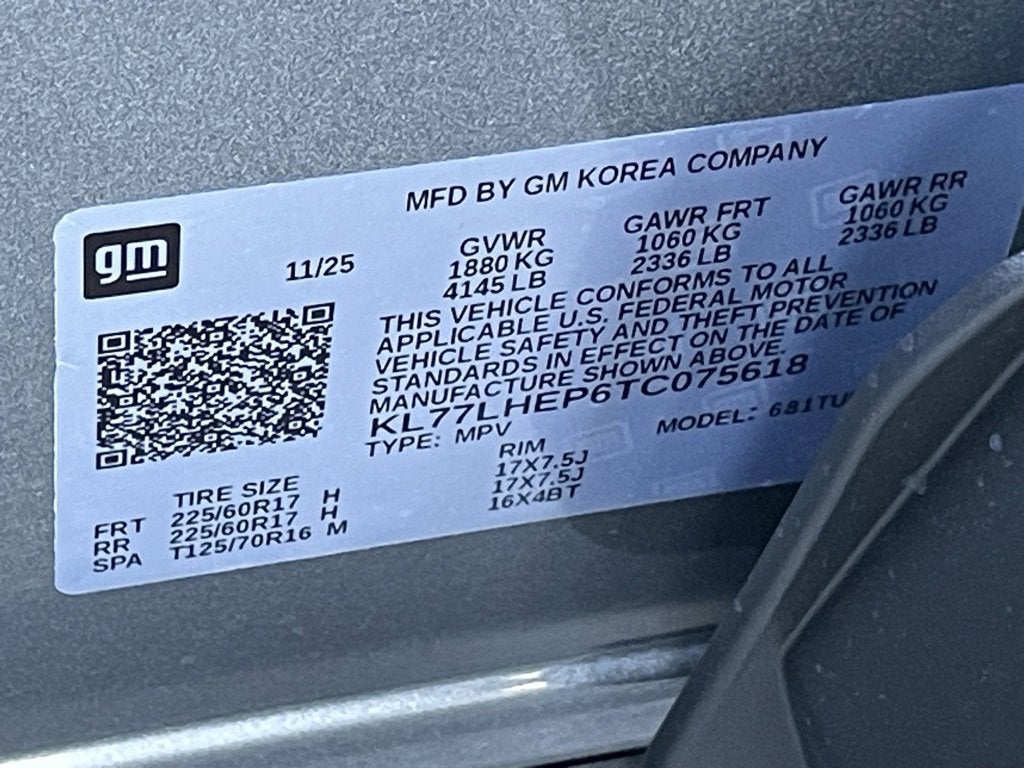 MFD BY GM KOREA COMPANY
gm
11/25
GVWR GAWR FRT GAWR RR
1880 KG 1060 KG 1060 KG
4145 LB 2336 LB 2336 LB
THIS VEHICLE CONFORMS TO ALL
APPLICABLE U.S. FEDERAL MOTOR
VEHICLE SAFETY AND THEFT PREVENTION
STANDARDS IN EFFECT ON THE DATE OF
MANUFACTURE SHOWN ABOVE.
KL77LHEP6TC075618
TYPE: MPV MODEL:
TIRE SIZE RIM
FRT 225/60R17 H 17X7.5J
RR 225/60R17 H 17X7.5J
SPA T125/70R16 M 16X4BT